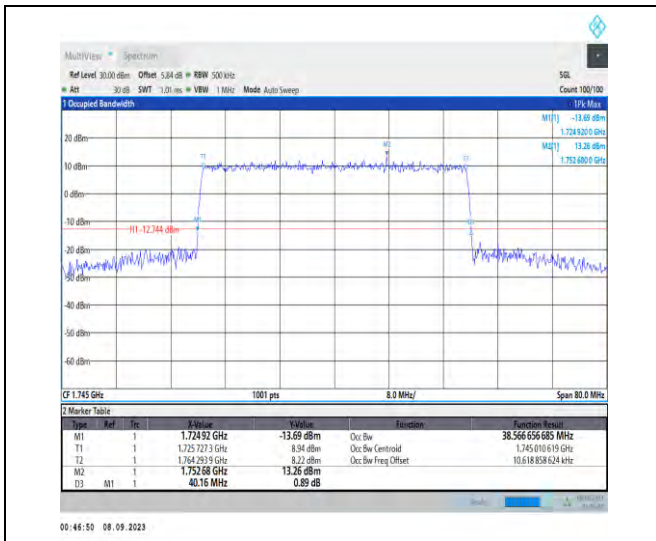 MultiView Spectrum
Ref Level 30.00 dBm Offset 5.84 dB RBW 500 kHz SGL
Att 30 dB SWT 1.01 ms VBW 1 MHz Mode Auto Sweep Count 100/100
1 Occupied Bandwidth 1Pk Max
M1[1] -13.69 dBm
1.724 920 0 GHz
M2[1] 13.26 dBm
1.752 680 0 GHz
20 dBm
10 dBm
0 dBm
-10 dBm
H1 -12.744 dBm
-20 dBm
-40 dBm
-50 dBm
-60 dBm
CF 1.745 GHz 1001 pts 8.0 MHz/ Span 80.0 MHz
2 Marker Table
Type Ref Trc X-Value Y-Value Function Function Result
M1 1 1.724 92 GHz -13.69 dBm Occ Bw 38.566 656 685 MHz
T1 1 1.725 727 3 GHz 8.94 dBm Occ Bw Centroid 1.745 010 619 GHz
T2 1 1.764 293 9 GHz 8.22 dBm Occ Bw Freq Offset 10.618 858 624 kHz
M2 1 1.752 68 GHz 13.26 dBm
D3 M1 1 40.16 MHz 0.89 dB
00:46:50 08.09.2023